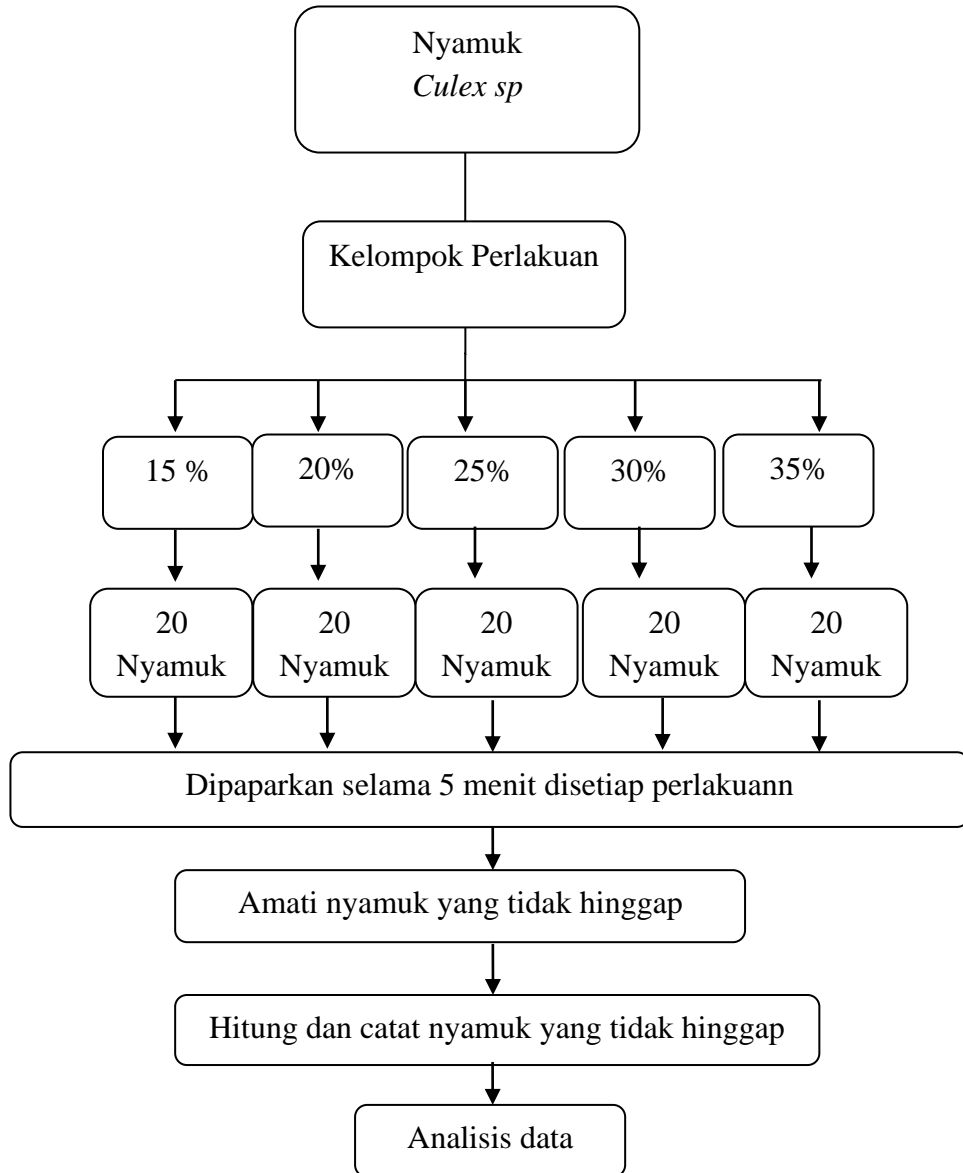 Nyamuk
Culex sp
Kelompok Perlakuan
15 %
20%
25%
30%
35%
20
Nyamuk
20
Nyamuk
20
Nyamuk
20
Nyamuk
20
Nyamuk
Dipaparkan selama 5 menit disetiap perlakuann
Amati nyamuk yang tidak hinggap
Hitung dan catat nyamuk yang tidak hinggap
Analisis data